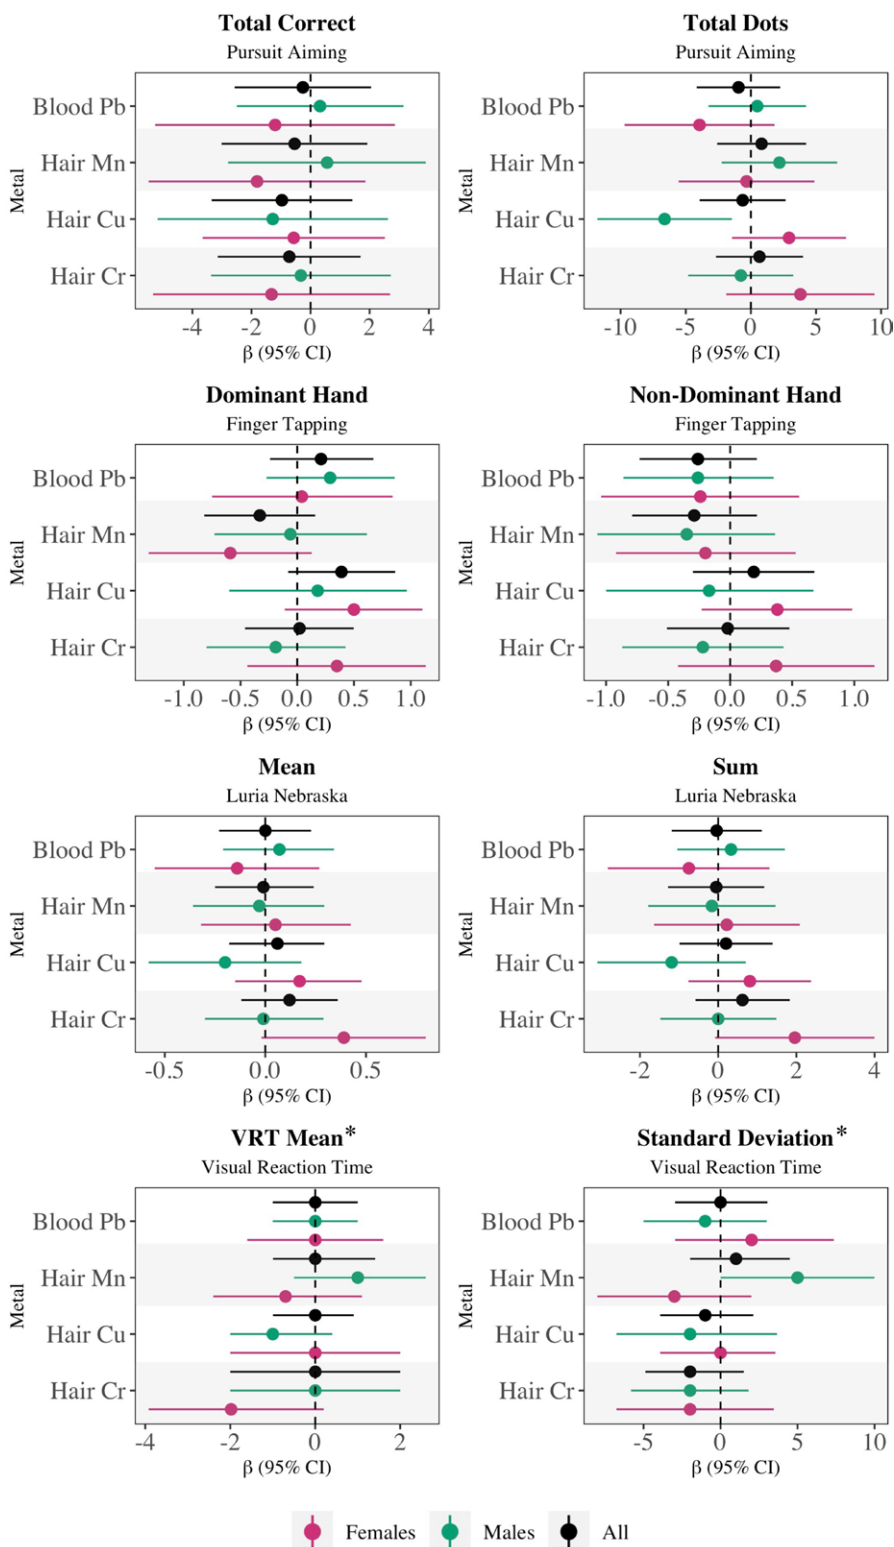 Total Correct
Pursuit Aiming
Metal
Blood Pb
Hair Mn
Hair Cu
Hair Cr
-4 -2 0 2 4
β (95% CI)
Total Dots
Pursuit Aiming
Metal
Blood Pb
Hair Mn
Hair Cu
Hair Cr
-10 -5 0 5 10
β (95% CI)
Dominant Hand
Finger Tapping
Metal
Blood Pb
Hair Mn
Hair Cu
Hair Cr
-1.0 -0.5 0.0 0.5 1.0
β (95% CI)
Non-Dominant Hand
Finger Tapping
Metal
Blood Pb
Hair Mn
Hair Cu
Hair Cr
-1.0 -0.5 0.0 0.5 1.0
β (95% CI)
Mean
Luria Nebraska
Metal
Blood Pb
Hair Mn
Hair Cu
Hair Cr
-0.5 0.0 0.5
β (95% CI)
Sum
Luria Nebraska
Metal
Blood Pb
Hair Mn
Hair Cu
Hair Cr
-2 0 2 4
β (95% CI)
VRT Mean*
Visual Reaction Time
Metal
Blood Pb
Hair Mn
Hair Cu
Hair Cr
-4 -2 0 2
β (95% CI)
Standard Deviation*
Visual Reaction Time
Metal
Blood Pb
Hair Mn
Hair Cu
Hair Cr
-5 0 5 10
β (95% CI)
Females Males All